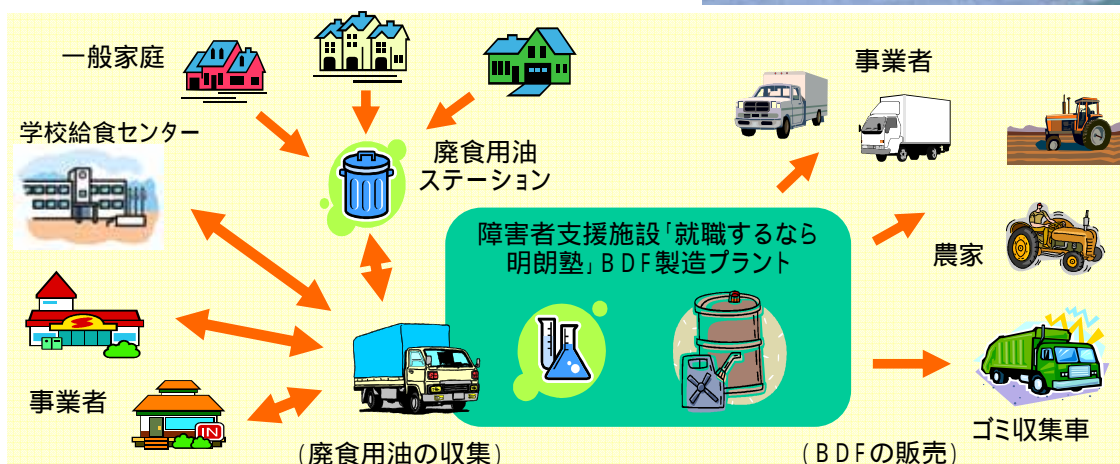 一般家庭
学校給食センター
廃食用油
ステーション
事業者
障害者支援施設「就職するなら
明朗塾」BDF製造プラント
農家
事業者
IN
ゴミ収集車
(廃食用油の収集)
(BDFの販売)